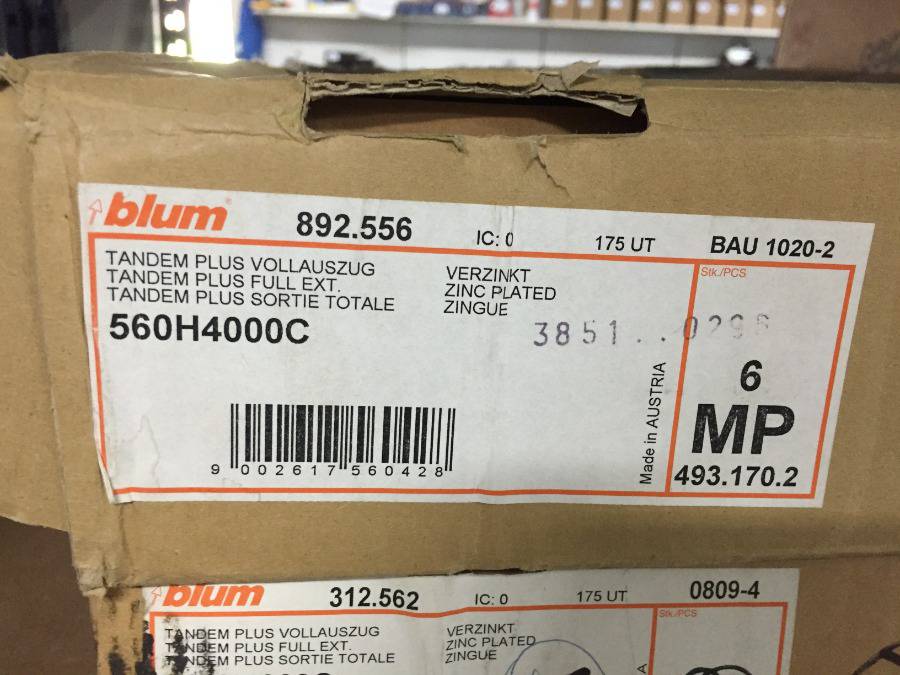 blum 892.556 IC: 0 175 UT BAU 1020-2
TANDEM PLUS VOLLAUSZUG VERZINKT Stk./PCS
TANDEM PLUS FULL EXT. ZINC PLATED
TANDEM PLUS SORTIE TOTALE ZINGUE
560H4000C 3851..
6
MP
Made in AUSTRIA
493.170.2
9 002617 560428
blum 312.562 IC: 0 175 UT 0809-4
TANDEM PLUS VOLLAUSZUG VERZINKT Stk./PCS
TANDEM PLUS FULL EXT. ZINC PLATED
TANDEM PLUS SORTIE TOTALE ZINGUE